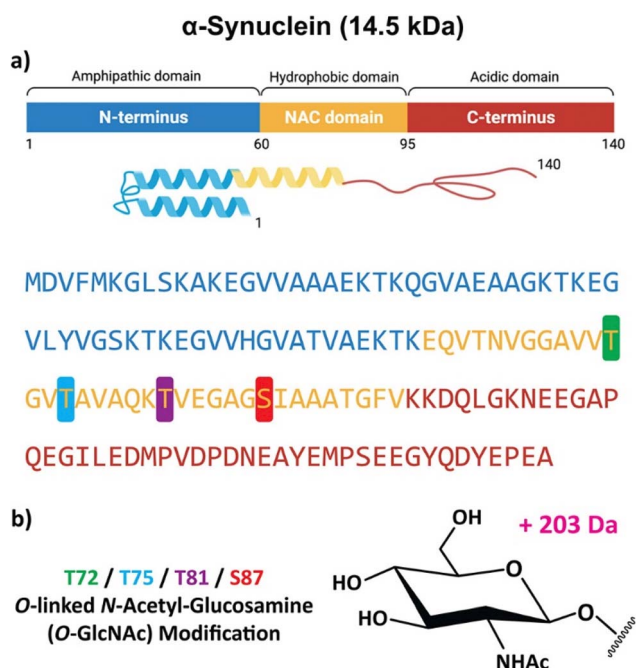 α-Synuclein (14.5 kDa)
a)
Amphipathic domain Hydrophobic domain Acidic domain
N-terminus NAC domain C-terminus
1 60 95 140
140
1
MDVFMKGLSKAKEGVVAAAEKTKQGVAEAAGKTKEG
VLYVGSKTKEGVVHGVATVAEKTKEQVTNVGGAVVT
GVTAVAQKTVEGAGSIAAATGFVKKDQLGKNEEGAP
QEGILEDMPVDPDNEAYEMPSEEGYQDYEPEA
b)
OH
+ 203 Da
T72 / T75 / T81 / S87
O-linked N-Acetyl-Glucosamine
(O-GlcNAc) Modification
HO
O
HO
O
NHAc